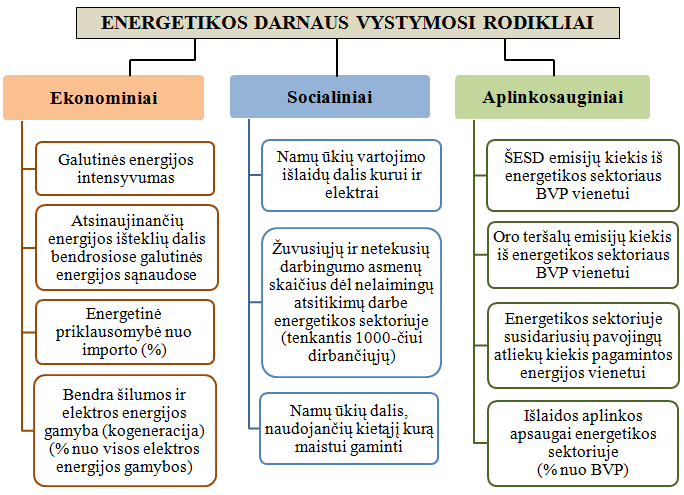 ENERGETIKOS DARNAUS VYSTYMOSI RODIKLIAI
Ekonominiai
Galutinės energijos
intensyvumas
Atsinaujinančių
energijos išteklių dalis
bendrosiose galutinės
energijos sąnaudose
Energetinė
priklausomybė nuo
importo (%)
Bendra šilumos ir
elektros energijos
gamyba (kogeneracija)
(% nuo visos elektros
energijos gamybos)
Socialiniai
Namų ūkių vartojimo
išlaidų dalis kurui ir
elektrai
Žuvusiųjų ir netekusių
darbingumo asmenų
skaičius dėl nelaimingų
atsitikimų darbe
energetikos sektoriuje
(tenkantis 1000-čiui
dirbančiųjų)
Namų ūkių dalis,
naudojančių kietąjį kurą
maistui gaminti
Aplinkosauginiai
ŠESD emisijų kiekis iš
energetikos sektoriaus
BVP vienetui
Oro teršalų emisijų kiekis
iš energetikos sektoriaus
BVP vienetui
Energetikos sektoriuje
susidariusių pavojingų
atliekų kiekis pagamintos
energijos vienetui
Išlaidos aplinkos
apsaugai energetikos
sektoriuje
(% nuo BVP)